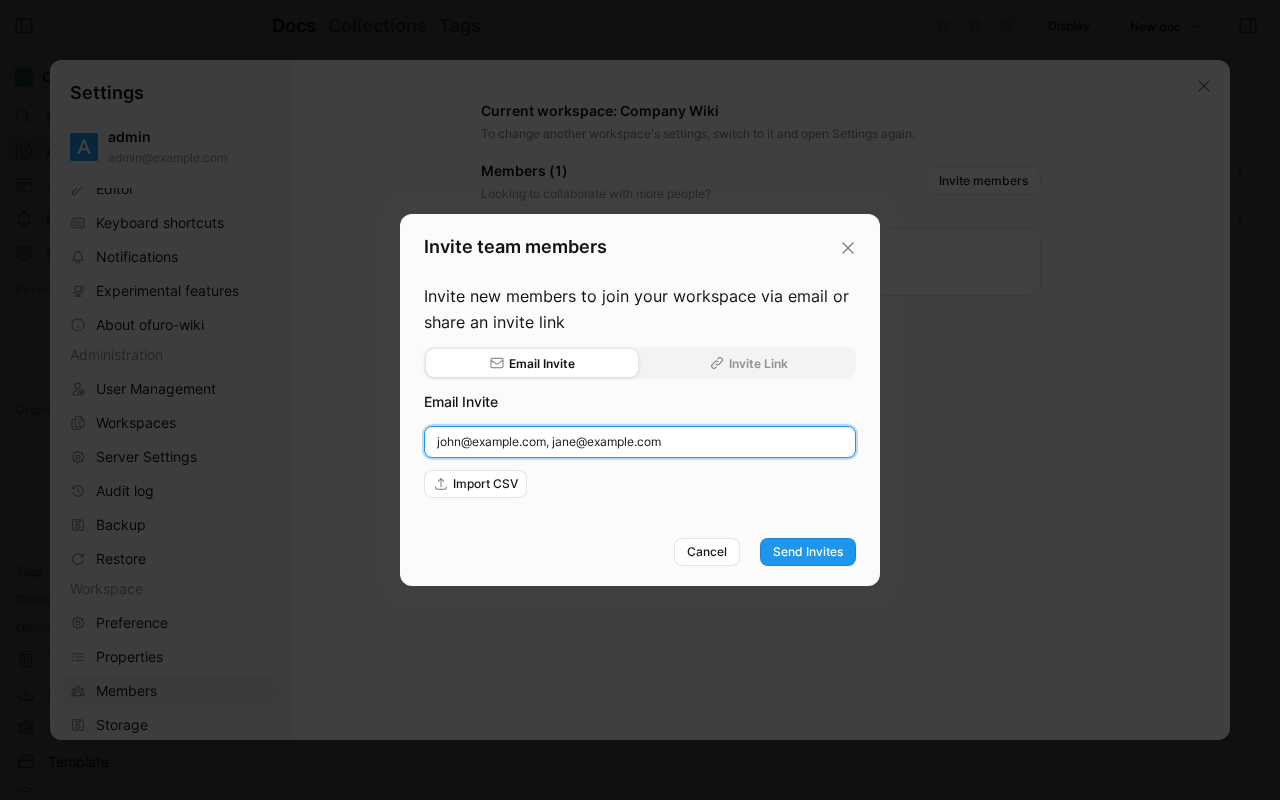 Docs Collections Tags
Display
New doc
Settings
admin
admin@example.com
Editor
Keyboard shortcuts
Notifications
Experimental features
About ofuro-wiki
Administration
User Management
Workspaces
Server Settings
Audit log
Backup
Restore
Workspace
Preference
Properties
Members
Storage
Tags
Template
Current workspace: Company Wiki
To change another workspace's settings, switch to it and open Settings again.
Members (1)
Looking to collaborate with more people?
Invite members
Invite team members
Invite new members to join your workspace via email or
share an invite link
Email Invite
Invite Link
Email Invite
john@example.com, jane@example.com
Import CSV
Cancel
Send Invites